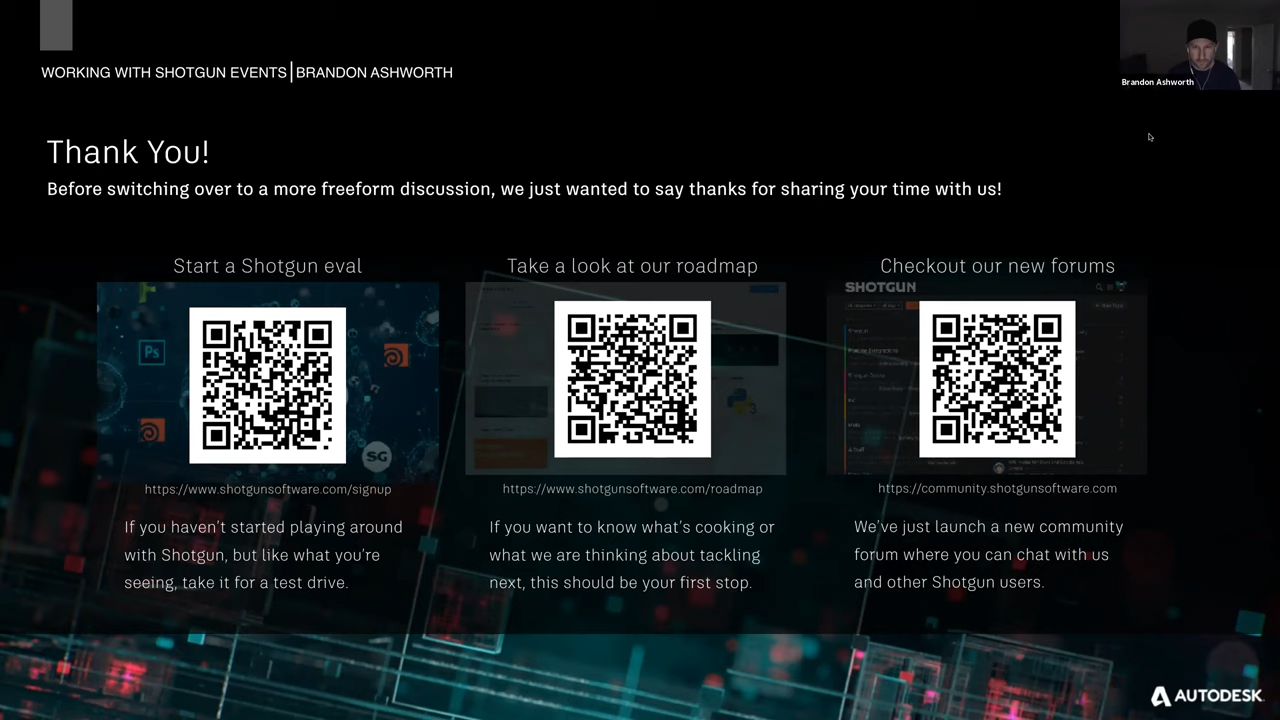 WORKING WITH SHOTGUN EVENTS|BRANDON ASHWORTH
Brandon Ashworth
Thank You!
Before switching over to a more freeform discussion, we just wanted to say thanks for sharing your time with us!
Start a Shotgun eval
Take a look at our roadmap
Checkout our new forums
SHOTGUN
Ps
SG
https://www.shotgunsoftware.com/signup
https://www.shotgunsoftware.com/roadmap
https://community.shotgunsoftware.com
If you haven't started playing around
with Shotgun, but like what you're
seeing, take it for a test drive.
If you want to know what's cooking or
what we are thinking about tackling
next, this should be your first stop.
We've just launch a new community
forum where you can chat with us
and other Shotgun users.
AUTODESK